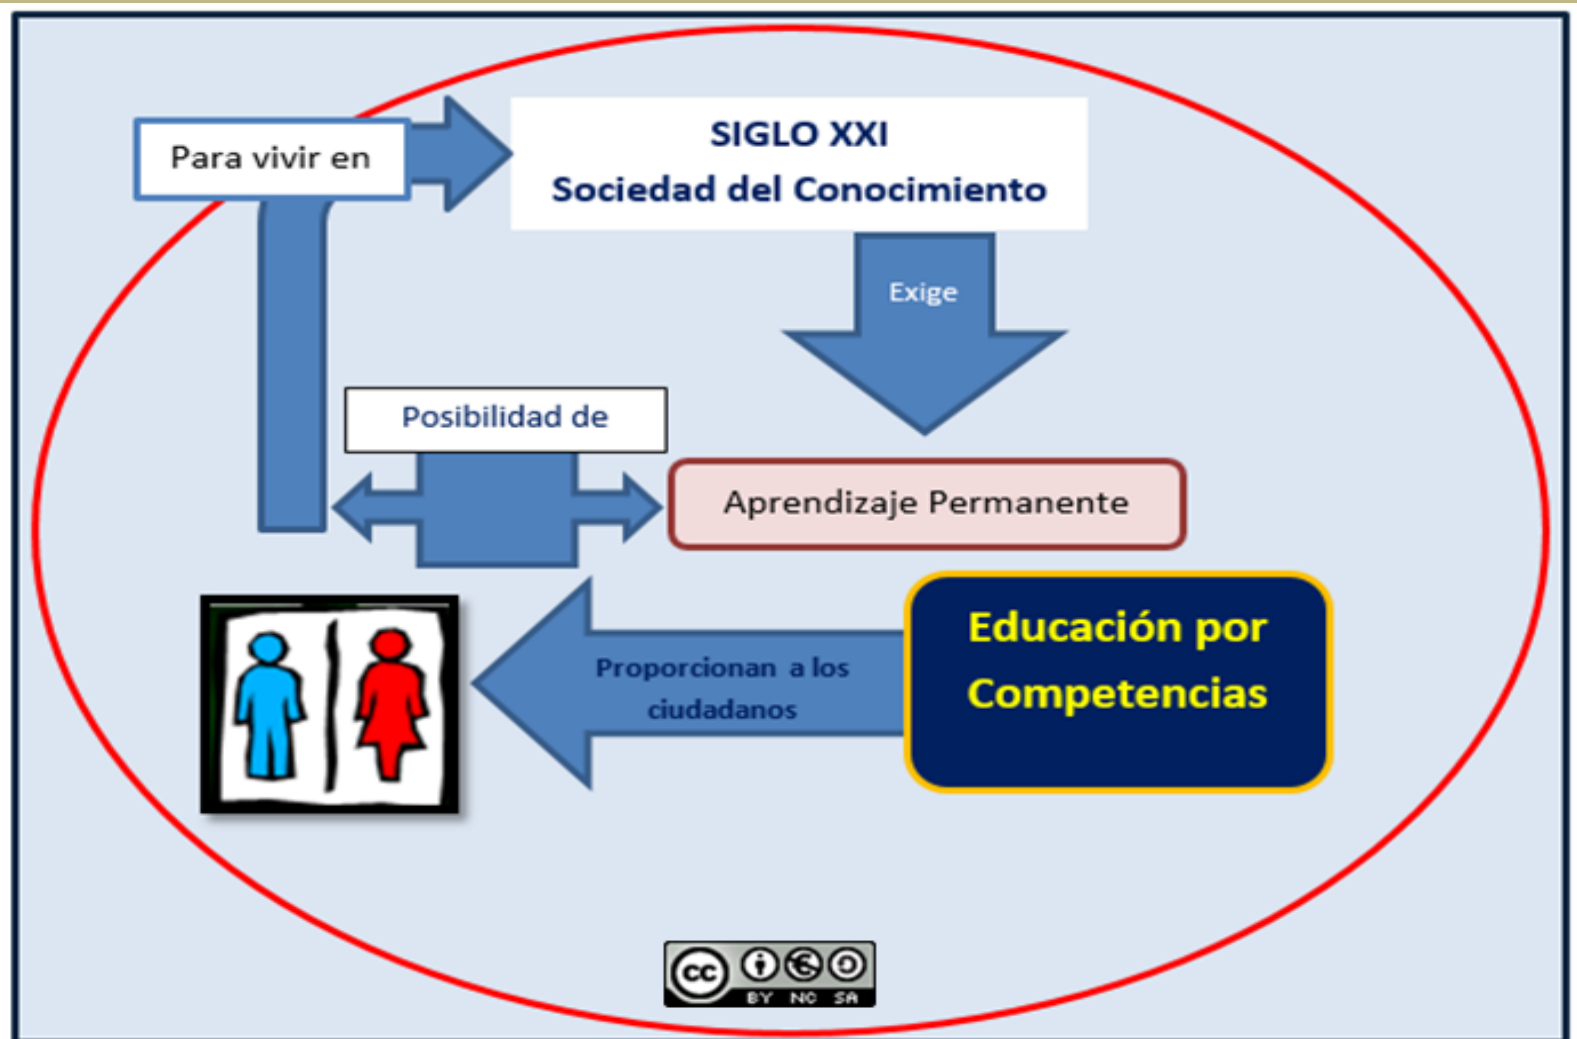 Para vivir en
SIGLO XXI
Sociedad del Conocimiento
Exige
Posibilidad de
Aprendizaje Permanente
Educación por
Competencias
Proporcionan a los
ciudadanos
cc
BY NC SA